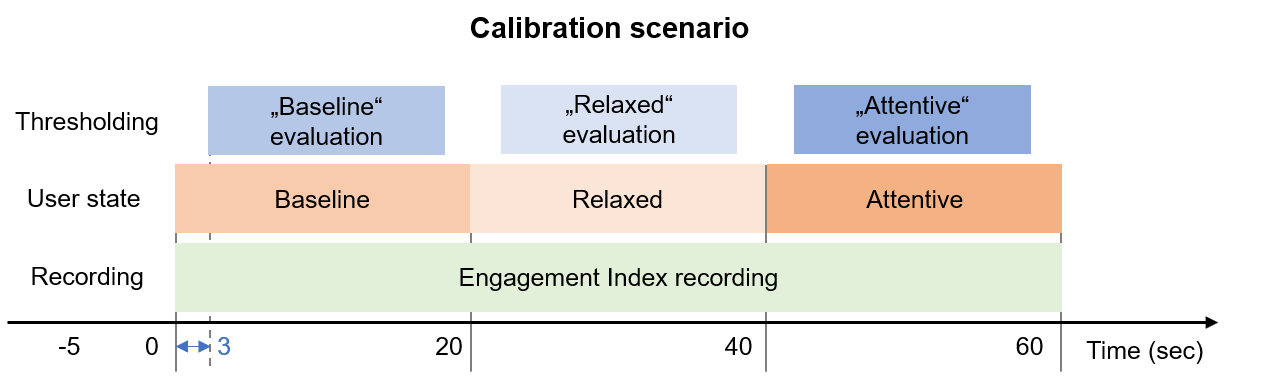 Calibration scenario
Thresholding
„Baseline“
evaluation
„Relaxed“
evaluation
„Attentive“
evaluation
User state
Baseline
Relaxed
Attentive
Recording
Engagement Index recording
-5
0
3
20
40
60
Time (sec)